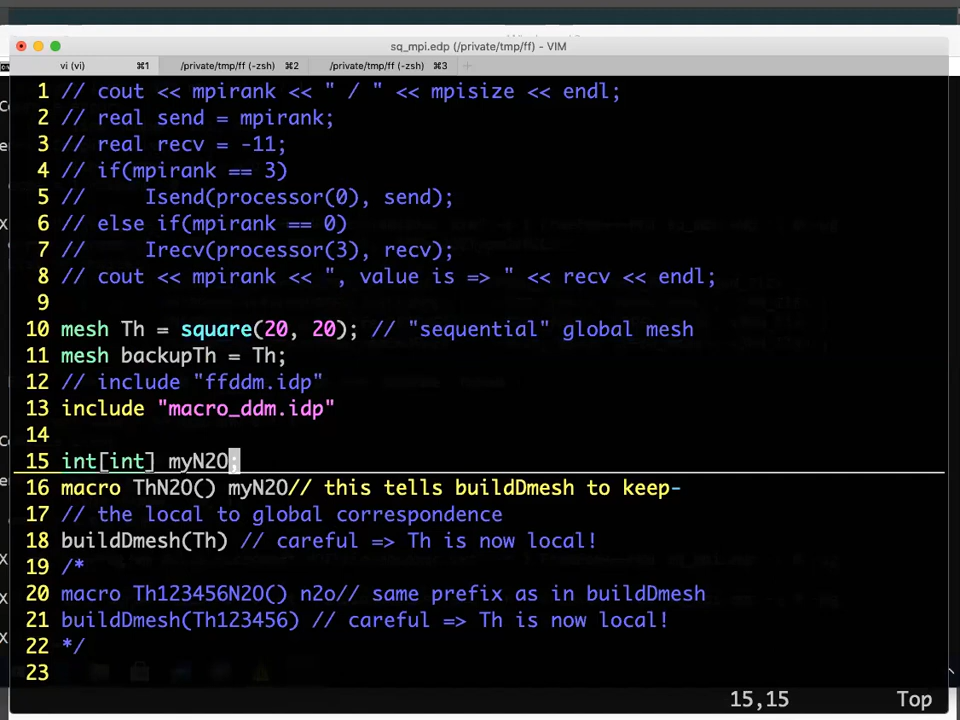 sq_mpi.edp (/private/tmp/ff) - VIM
vi (vi) ⌘1 /private/tmp/ff (-zsh) ⌘2 /private/tmp/ff (-zsh) ⌘3 +
1 // cout << mpirank << " / " << mpisize << endl;
2 // real send = mpirank;
3 // real recv = -11;
4 // if(mpirank == 3)
5 //     Isend(processor(0), send);
6 // else if(mpirank == 0)
7 //     Irecv(processor(3), recv);
8 // cout << mpirank << ", value is => " << recv << endl;
9
10 mesh Th = square(20, 20); // "sequential" global mesh
11 mesh backupTh = Th;
12 // include "ffddm.idp"
13 include "macro_ddm.idp"
14
15 int[int] myN2O;
16 macro ThN2O() myN2O// this tells buildDmesh to keep-
17 // the local to global correspondence
18 buildDmesh(Th) // careful => Th is now local!
19 /*
20 macro Th123456N2O() n2o// same prefix as in buildDmesh
21 buildDmesh(Th123456) // careful => Th is now local!
22 */
23
15,15 Top